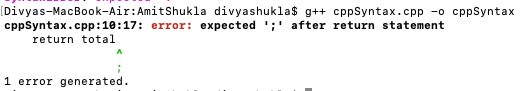 [Divyas-MacBook-Air:AmitShukla divyashukla$ g++ cppSyntax.cpp -o cppSyntax
cppSyntax.cpp:10:17: error: expected ';' after return statement
    return total
                ^
                ;
1 error generated.